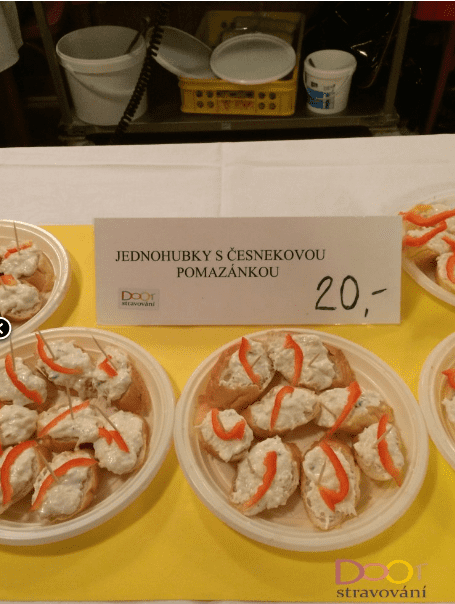 JEDNOHUBKY S ČESNEKOVOU
POMAZÁNKOU
20,-
Door
stravování
Door
stravování